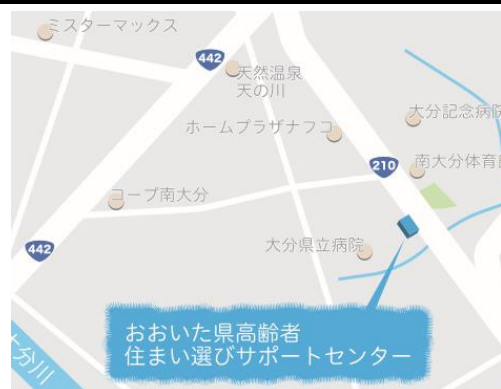 ミスターマックス
442
天然温泉
天の川
ホームプラザナフコ
大分記念病院
210
南大分体育
コープ南大分
大分県立病院
442
おおいた県高齢者
住まい選びサポートセンター
大分川